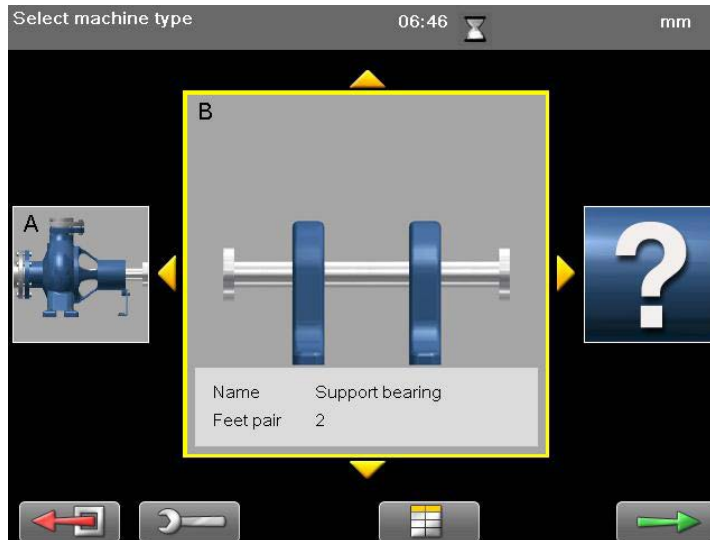 Select machine type 06:46 mm
B
A
?
Name Support bearing
Feet pair 2